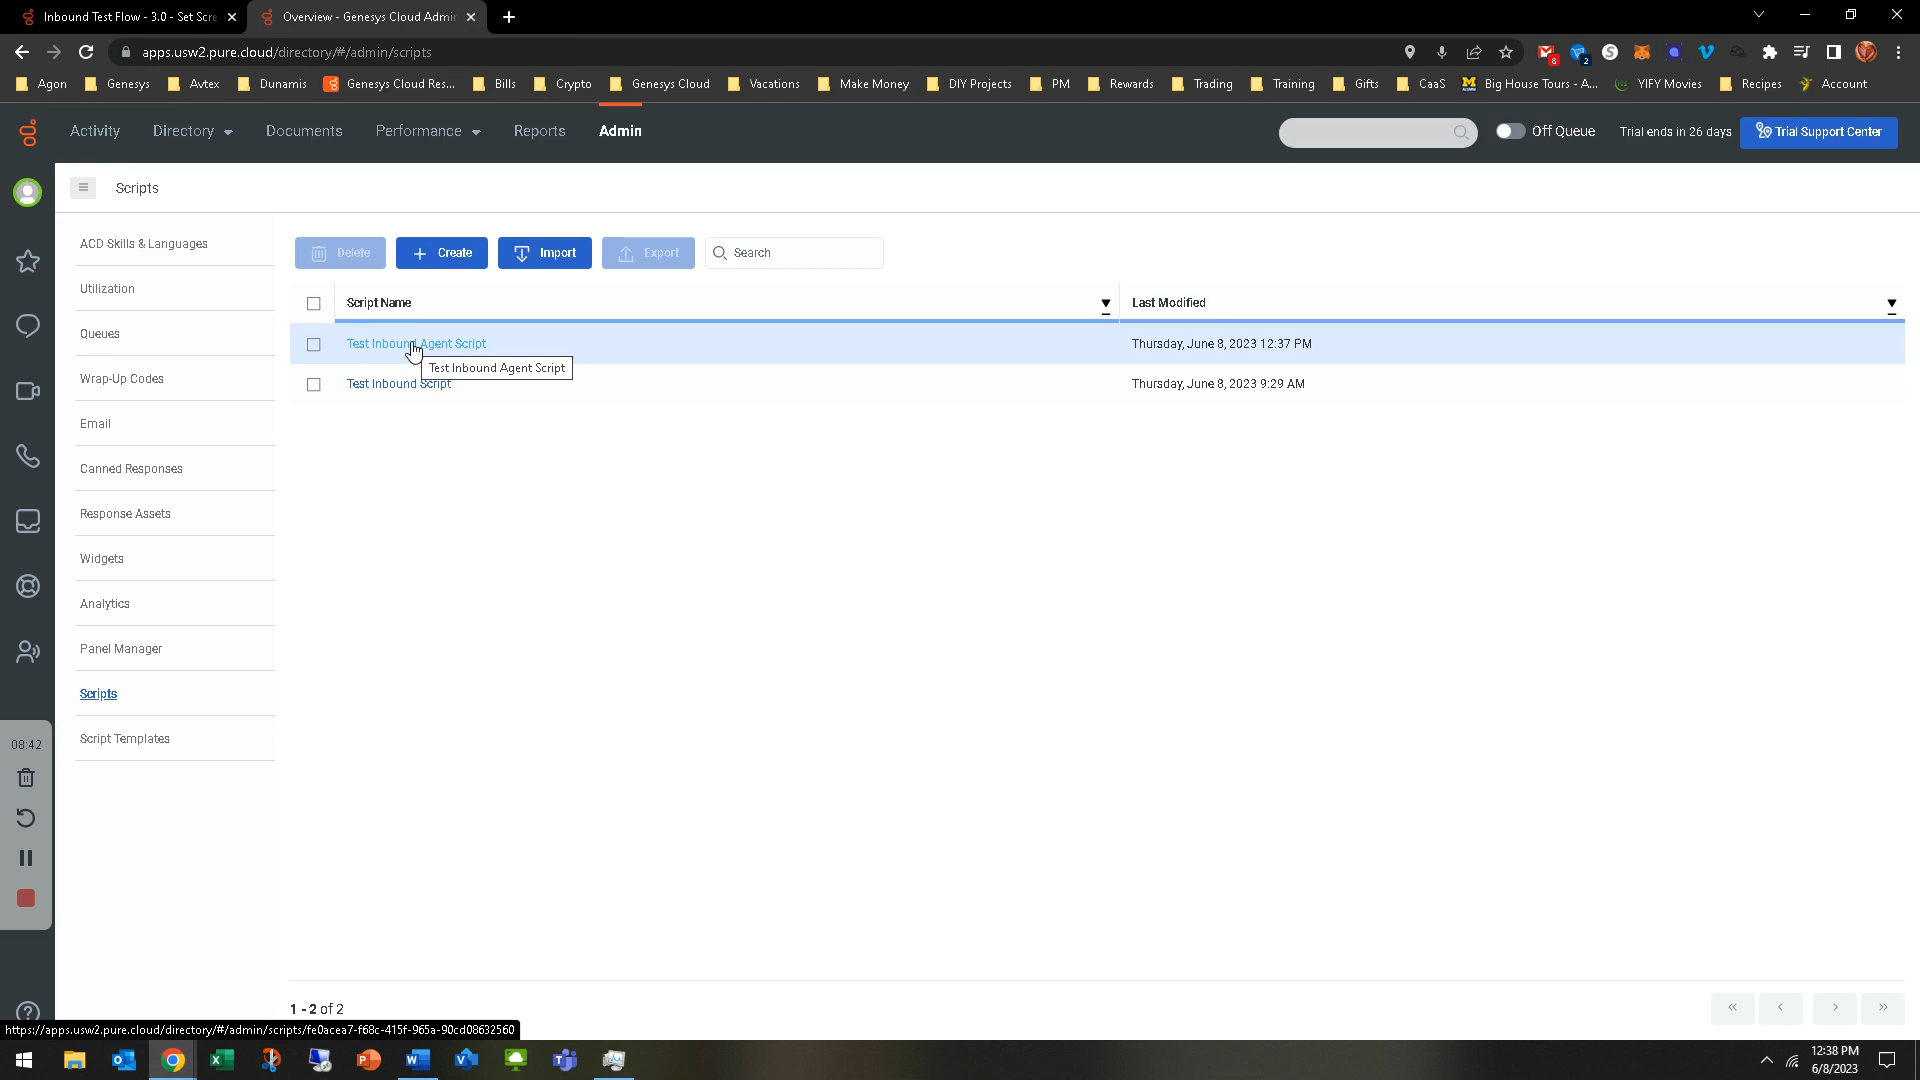 Inbound Test Flow - 3.0 - Set Scre
Overview - Genesys Cloud Admin
apps.usw2.pure.cloud/directory/#/admin/scripts
8
2
Agon
Genesys
Avtex
Dunamis
Genesys Cloud Res...
Bills
Crypto
Genesys Cloud
Vacations
Make Money
DIY Projects
PM
Rewards
Trading
Training
Gifts
CaaS
Big House Tours - A...
YIFY Movies
Recipes
Account
Activity
Directory
Documents
Performance
Reports
Admin
Off Queue
Trial ends in 26 days
Trial Support Center
Scripts
ACD Skills & Languages
Utilization
Queues
Wrap-Up Codes
Email
Canned Responses
Response Assets
Widgets
Analytics
Panel Manager
Scripts
Script Templates
Delete
Create
Import
Export
Search
Script Name
Last Modified
Test Inbound Agent Script
Thursday, June 8, 2023 12:37 PM
Test Inbound Agent Script
Test Inbound Script
Thursday, June 8, 2023 9:29 AM
08:42
1 - 2 of 2
https://apps.usw2.pure.cloud/directory/#/admin/scripts/fe0acea7-f68c-415f-965a-90cd08632560
12:38 PM
6/8/2023